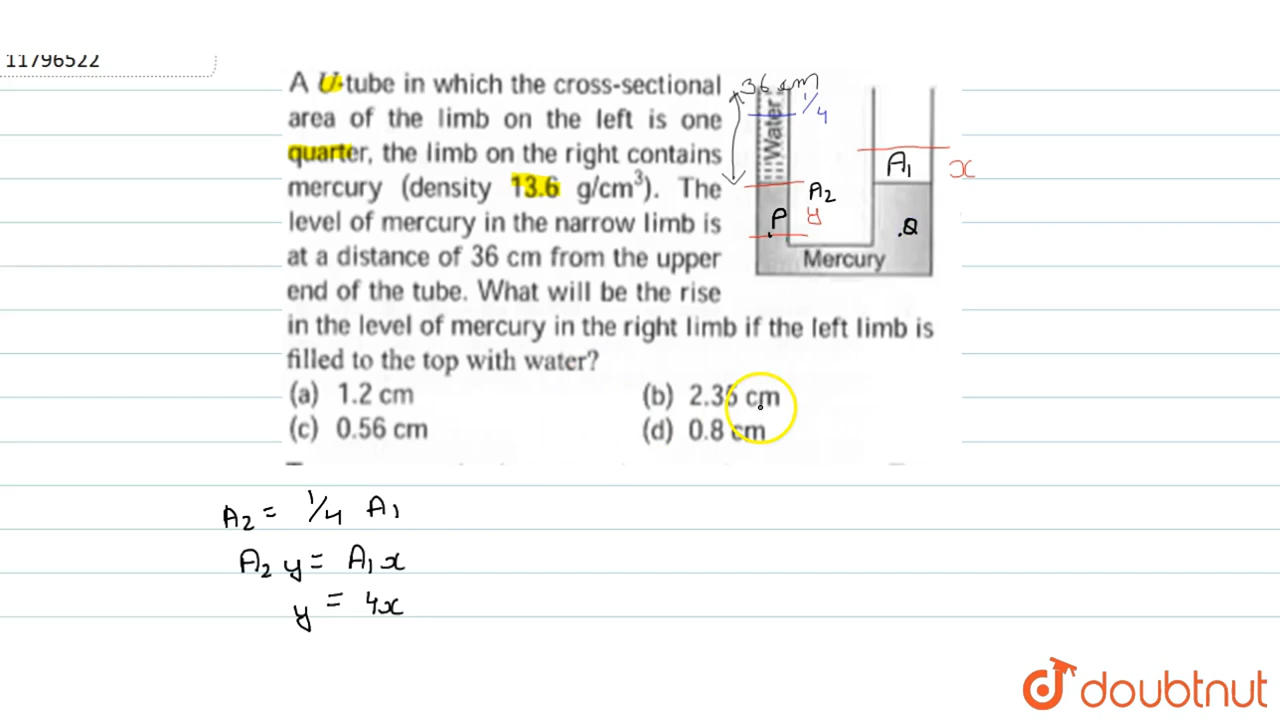 11796522
A U-tube in which the cross-sectional
area of the limb on the left is one
quarter, the limb on the right contains
mercury (density 13.6 g/cm³). The
level of mercury in the narrow limb is
at a distance of 36 cm from the upper
end of the tube. What will be the rise
in the level of mercury in the right limb if the left limb is
filled to the top with water?
(a) 1.2 cm
(b) 2.35 cm
(c) 0.56 cm
(d) 0.8 cm
36 cm
1/4
Water
A₁
x
A₂
y
P
.Q
Mercury
A₂ = 1/4 A₁
A₂ y = A₁ x
y = 4x
doubtnut